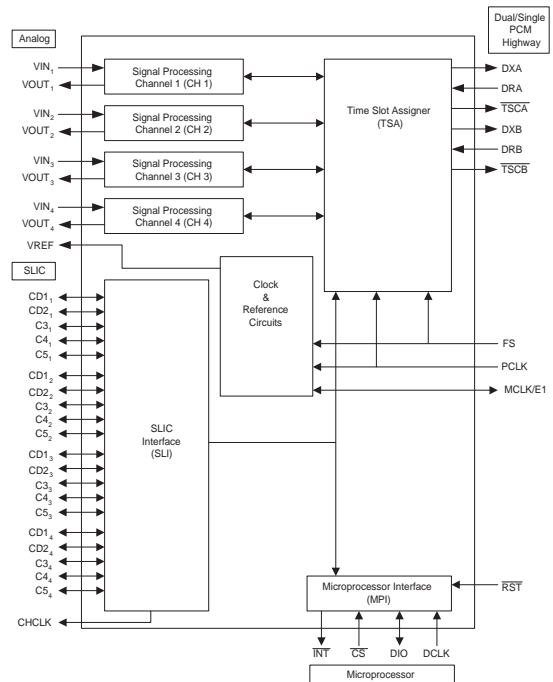 Analog
Dual/Single
PCM
Highway
VIN₁
VOUT₁
Signal Processing
Channel 1 (CH 1)
VIN₂
VOUT₂
Signal Processing
Channel 2 (CH 2)
VIN₃
VOUT₃
Signal Processing
Channel 3 (CH 3)
VIN₄
VOUT₄
Signal Processing
Channel 4 (CH 4)
VREF
Time Slot Assigner
(TSA)
DXA
DRA
TSCA
DXB
DRB
TSCB
SLIC
Clock
&
Reference
Circuits
FS
PCLK
MCLK/E1
CD1₁
CD2₁
C3₁
C4₁
C5₁
CD1₂
CD2₂
C3₂
C4₂
C5₂
CD1₃
CD2₃
C3₃
C4₃
C5₃
CD1₄
CD2₄
C3₄
C4₄
C5₄
CHCLK
SLIC
Interface
(SLI)
Microprocessor Interface
(MPI)
RST
INT
CS
DIO
DCLK
Microprocessor